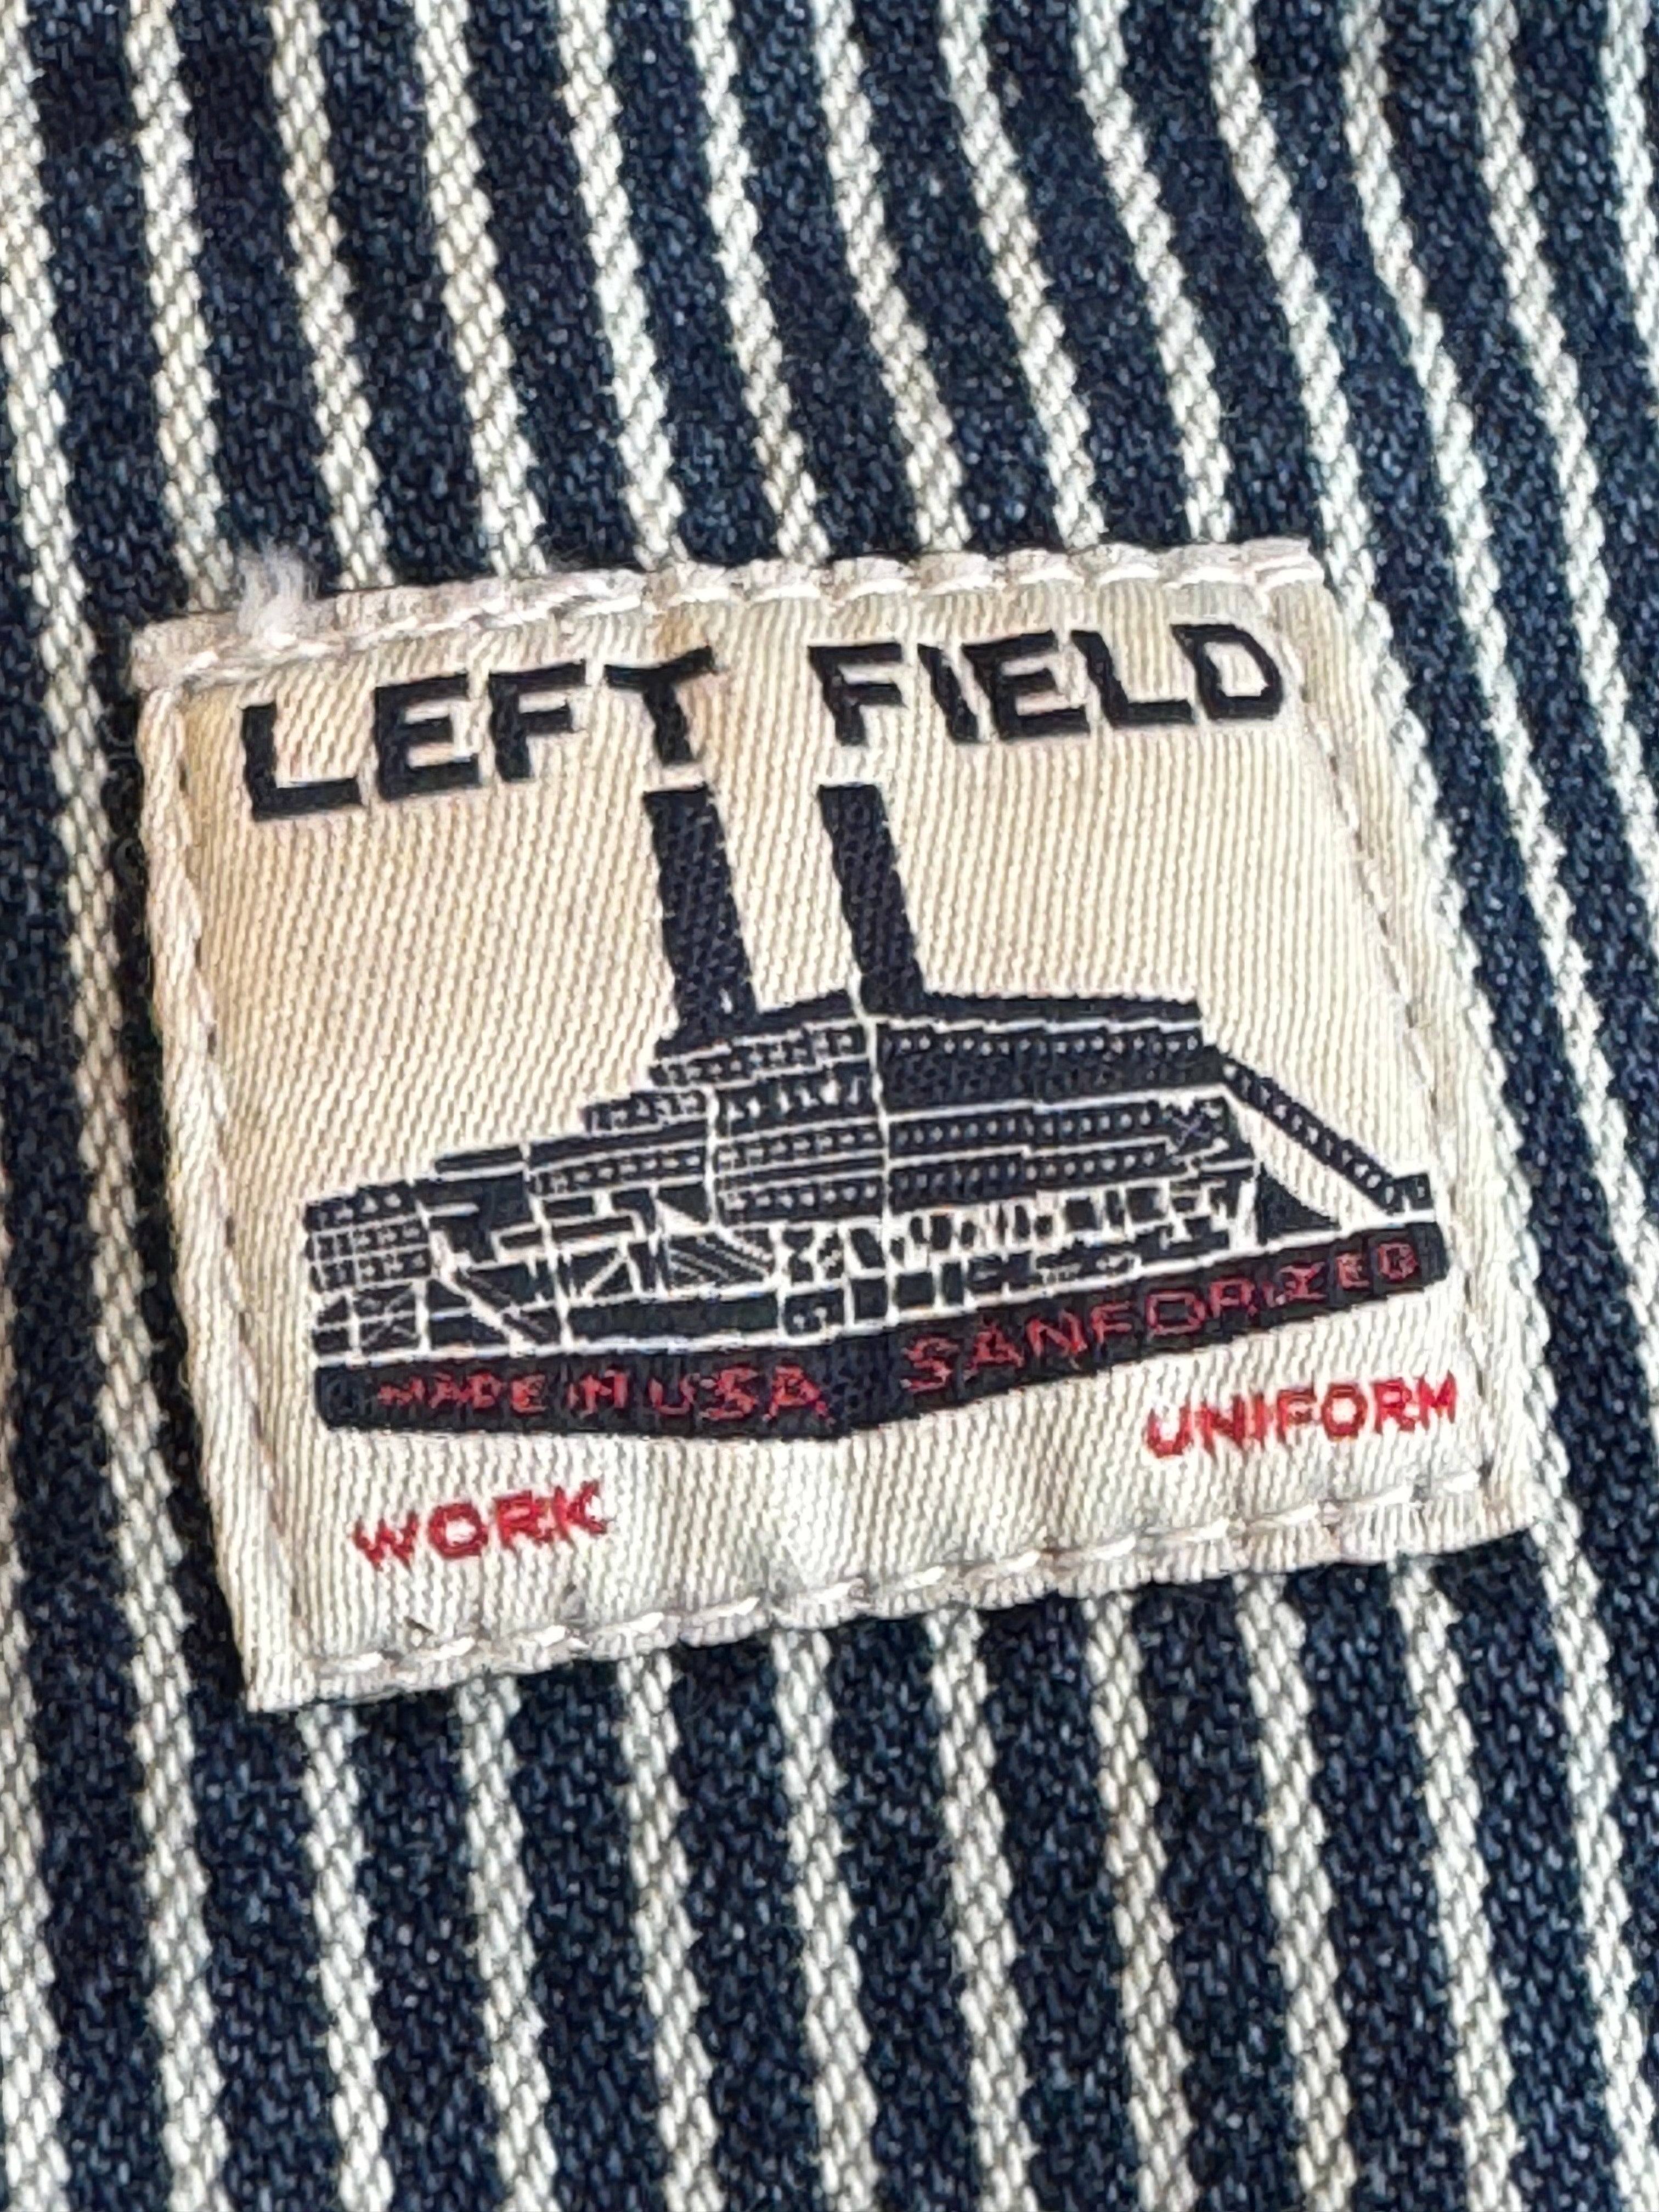 LEFT FIELD
MADE IN USA SANFORIZED
WORK UNIFORM